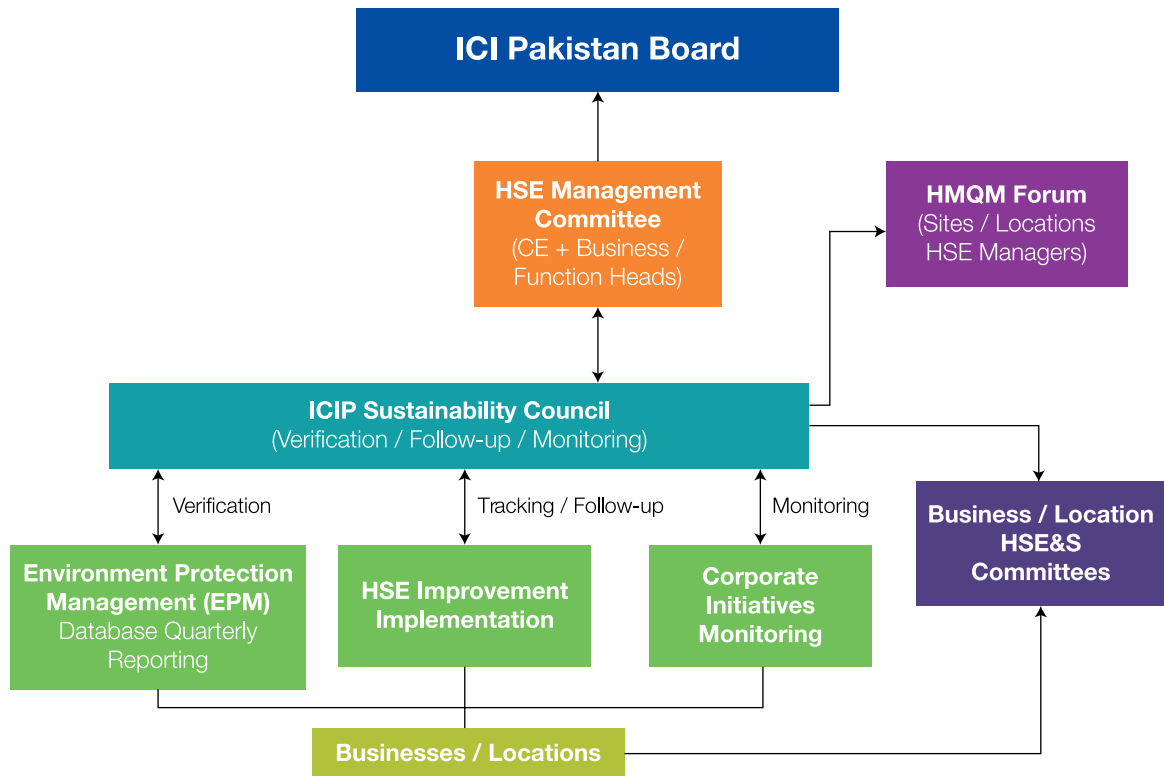 ICI Pakistan Board
HSE Management
Committee
(CE + Business /
Function Heads)
HMQM Forum
(Sites / Locations
HSE Managers)
ICIP Sustainability Council
(Verification / Follow-up / Monitoring)
Verification
Tracking / Follow-up
Monitoring
Environment Protection
Management (EPM)
Database Quarterly
Reporting
HSE Improvement
Implementation
Corporate
Initiatives
Monitoring
Business / Location
HSE&S
Committees
Businesses / Locations